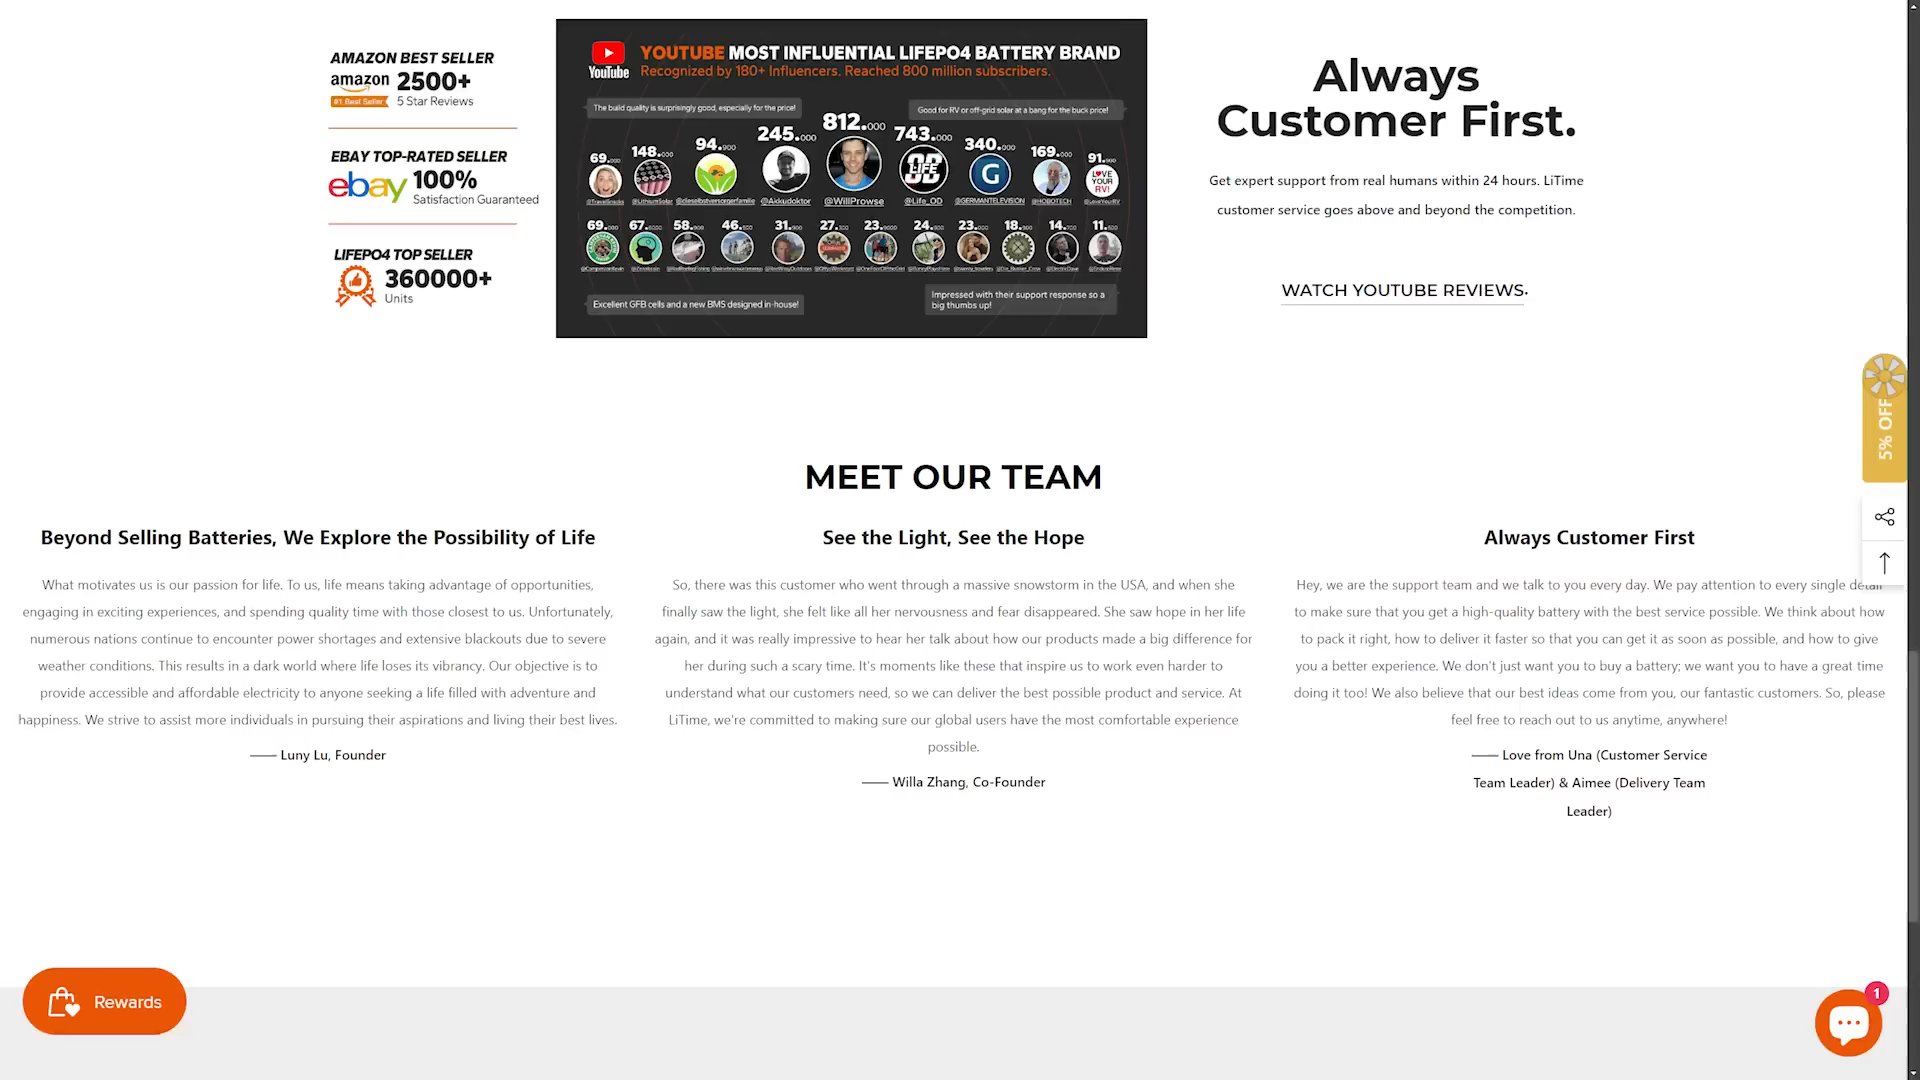 AMAZON BEST SELLER
amazon 2500+
#1 Best Seller 5 Star Reviews
EBAY TOP-RATED SELLER
ebay 100%
Satisfaction Guaranteed
LIFEPO4 TOP SELLER
360000+
Units
YouTube
YOUTUBE MOST INFLUENTIAL LIFEPO4 BATTERY BRAND
Recognized by 180+ Influencers. Reached 800 million subscribers.
The build quality is surprisingly good, especially for the price!
Good for RV or off-grid solar at a bang for the buck price!
69.000 148.000 94.900 245.000 812.000 743.000 340.000 169.000 91.900
LIFE
G
LOVE YOUR RV!
@LithiumSolar @dieselbstversorgerfamilie @Akkudoktor @WillProwse @Life_OD @GERMANTELEVISION @HOBOTECH @LoveYourRV
69. 67. 58. 46. 31. 27. 23. 24. 23. 18. 14. 11.
Excellent GFB cells and a new BMS designed in-house!
Impressed with their support response so a
big thumbs up!
Always
Customer First.
Get expert support from real humans within 24 hours. LiTime
customer service goes above and beyond the competition.
WATCH YOUTUBE REVIEWS.
5% OFF
MEET OUR TEAM
Beyond Selling Batteries, We Explore the Possibility of Life
What motivates us is our passion for life. To us, life means taking advantage of opportunities,
engaging in exciting experiences, and spending quality time with those closest to us. Unfortunately,
numerous nations continue to encounter power shortages and extensive blackouts due to severe
weather conditions. This results in a dark world where life loses its vibrancy. Our objective is to
provide accessible and affordable electricity to anyone seeking a life filled with adventure and
happiness. We strive to assist more individuals in pursuing their aspirations and living their best lives.
—— Luny Lu, Founder
See the Light, See the Hope
So, there was this customer who went through a massive snowstorm in the USA, and when she
finally saw the light, she felt like all her nervousness and fear disappeared. She saw hope in her life
again, and it was really impressive to hear her talk about how our products made a big difference for
her during such a scary time. It's moments like these that inspire us to work even harder to
understand what our customers need, so we can deliver the best possible product and service. At
LiTime, we're committed to making sure our global users have the most comfortable experience
possible.
—— Willa Zhang, Co-Founder
Always Customer First
Hey, we are the support team and we talk to you every day. We pay attention to every single detail
to make sure that you get a high-quality battery with the best service possible. We think about how
to pack it right, how to deliver it faster so that you can get it as soon as possible, and how to give
you a better experience. We don't just want you to buy a battery; we want you to have a great time
doing it too! We also believe that our best ideas come from you, our fantastic customers. So, please
feel free to reach out to us anytime, anywhere!
—— Love from Una (Customer Service
Team Leader) & Aimee (Delivery Team
Leader)
Rewards
1